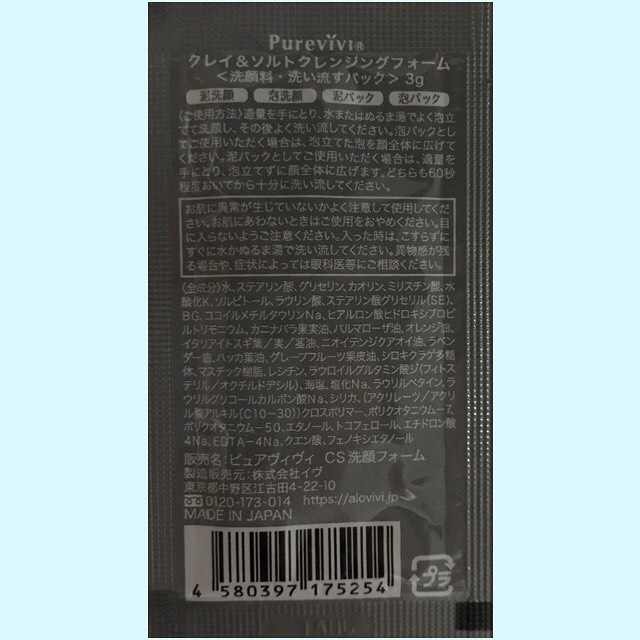 Purevivi®
クレイ&ソルトクレンジングフォーム
＜洗顔料・洗い流すパック＞ 3g
泥洗顔 泡洗顔 泥パック 泡パック
〈ご使用方法〉適量を手にとり、水またはぬるま湯でよく泡立
てて洗顔し、その後よく洗い流してください。泡パックとし
てご使用いただく場合は、泡立てた泡を顔全体に広げて
ください。泥パックとしてご使用いただく場合は、適量を
手にとり、泡立てずに顔全体に広げます。どちらも60秒
程度おいてから十分に洗い流してください。
お肌に異常が生じていないかよく注意して使用してくだ
さい。お肌にあわないときはご使用をおやめください。目
に入らないようご注意ください。入った時は、こすらずに
すぐに水かぬるま湯で洗い流してください。異物感が残
る場合や、症状によっては眼科医等にご相談ください。
〈全成分〉水、ステアリン酸、グリセリン、カオリン、ミリスチン酸、水
酸化K、ソルビトール、ラウリン酸、ステアリン酸グリセリル(SE)、
BG、ココイルメチルタウリンNa、ヒアルロン酸ヒドロキシプロピ
ルトリモニウム、カニナバラ果実油、パルマローザ油、オレンジ油、
イタリアイトスギ葉／実／茎油、ニオイテンジクアオイ油、ラベン
ダー油、ハッカ葉油、グレープフルーツ果皮油、シロキクラゲ多糖
体、マスチック樹脂、レシチン、ラウロイルグルタミン酸ジ(フィトス
テリル／オクチルドデシル)、海塩、塩化Na、ラウリルベタイン、ラ
ウリルグリコールカルボン酸Na、シリカ、(アクリレーツ／アクリ
ル酸アルキル(C10-30))クロスポリマー、ポリクオタニウム-7、
ポリクオタニウム-50、エタノール、トコフェロール、エチドロン酸
4Na、EDTA-4Na、クエン酸、フェノキシエタノール
販売名：ピュアヴィヴィ CS洗顔フォーム
製造販売元：株式会社イヴ
東京都中野区江古田4-22-10
0120-173-014 https://alovivi.jp
MADE IN JAPAN
4 580397 175254
プラ